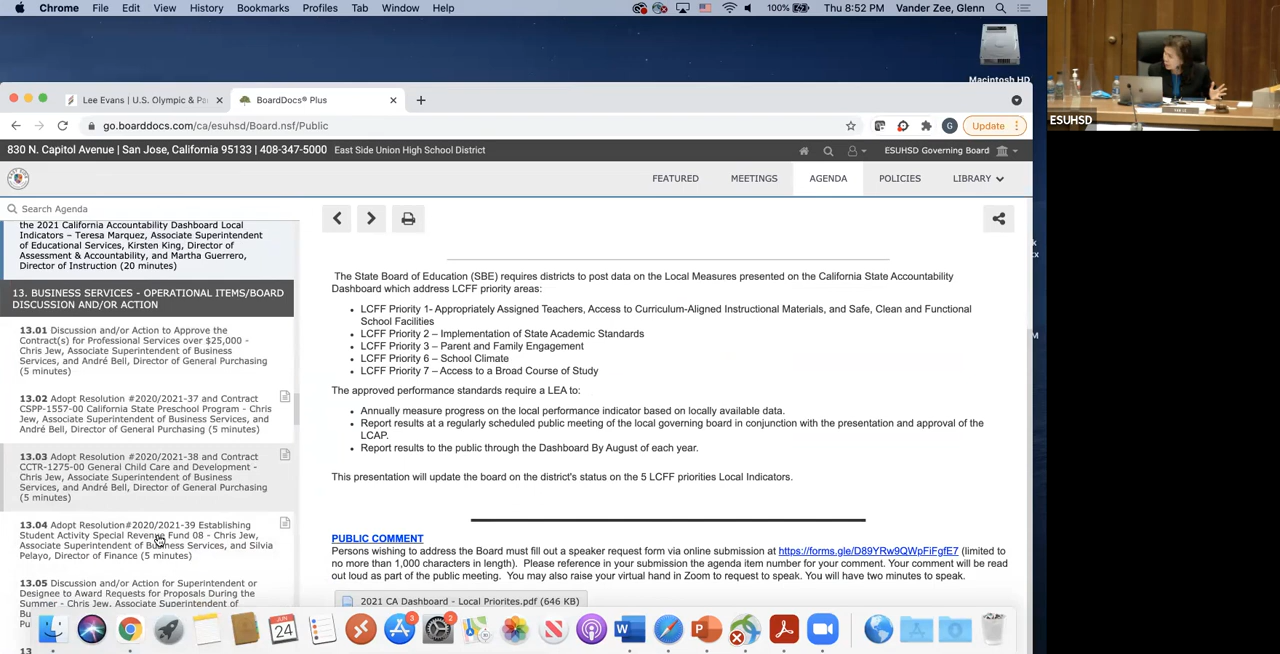 Chrome File Edit View History Bookmarks Profiles Tab Window Help
100% Thu 8:52 PM Vander Zee, Glenn
Macintosh HD
Lee Evans | U.S. Olympic & Pa
BoardDocs® Plus
go.boarddocs.com/ca/esuhsd/Board.nsf/Public
G
Update
ESUHSD
830 N. Capitol Avenue | San Jose, California 95133 | 408-347-5000 East Side Union High School District
ESUHSD Governing Board
FEATURED MEETINGS AGENDA POLICIES LIBRARY
Search Agenda
the 2021 California Accountability Dashboard Local
Indicators – Teresa Marquez, Associate Superintendent
of Educational Services, Kirsten King, Director of
Assessment & Accountability, and Martha Guerrero,
Director of Instruction (20 minutes)
13. BUSINESS SERVICES - OPERATIONAL ITEMS/BOARD
DISCUSSION AND/OR ACTION
13.01 Discussion and/or Action to Approve the
Contract(s) for Professional Services over $25,000 -
Chris Jew, Associate Superintendent of Business
Services, and André Bell, Director of General Purchasing
(5 minutes)
13.02 Adopt Resolution #2020/2021-37 and Contract
CSPP-1557-00 California State Preschool Program - Chris
Jew, Associate Superintendent of Business Services, and
André Bell, Director of General Purchasing (5 minutes)
13.03 Adopt Resolution #2020/2021-38 and Contract
CCTR-1275-00 General Child Care and Development -
Chris Jew, Associate Superintendent of Business
Services, and André Bell, Director of General Purchasing
(5 minutes)
13.04 Adopt Resolution#2020/2021-39 Establishing
Student Activity Special Revenue Fund 08 - Chris Jew,
Associate Superintendent of Business Services, and Silvia
Pelayo, Director of Finance (5 minutes)
13.05 Discussion and/or Action for Superintendent or
Designee to Award Requests for Proposals During the
Summer - Chris Jew, Associate Superintendent of
The State Board of Education (SBE) requires districts to post data on the Local Measures presented on the California State Accountability
Dashboard which address LCFF priority areas:
• LCFF Priority 1- Appropriately Assigned Teachers, Access to Curriculum-Aligned Instructional Materials, and Safe, Clean and Functional
School Facilities
• LCFF Priority 2 – Implementation of State Academic Standards
• LCFF Priority 3 – Parent and Family Engagement
• LCFF Priority 6 – School Climate
• LCFF Priority 7 – Access to a Broad Course of Study
The approved performance standards require a LEA to:
• Annually measure progress on the local performance indicator based on locally available data.
• Report results at a regularly scheduled public meeting of the local governing board in conjunction with the presentation and approval of the
LCAP.
• Report results to the public through the Dashboard By August of each year.
This presentation will update the board on the district's status on the 5 LCFF priorities Local Indicators.
PUBLIC COMMENT
Persons wishing to address the Board must fill out a speaker request form via online submission at https://forms.gle/D89YRw9QWpFiFgfE7 (limited to
no more than 1,000 characters in length). Please reference in your submission the agenda item number for your comment. Your comment will be read
out loud as part of the public meeting. You may also raise your virtual hand in Zoom to request to speak. You will have two minutes to speak.
2021 CA Dashboard - Local Priorites.pdf (646 KB)
JUN
24
3
2